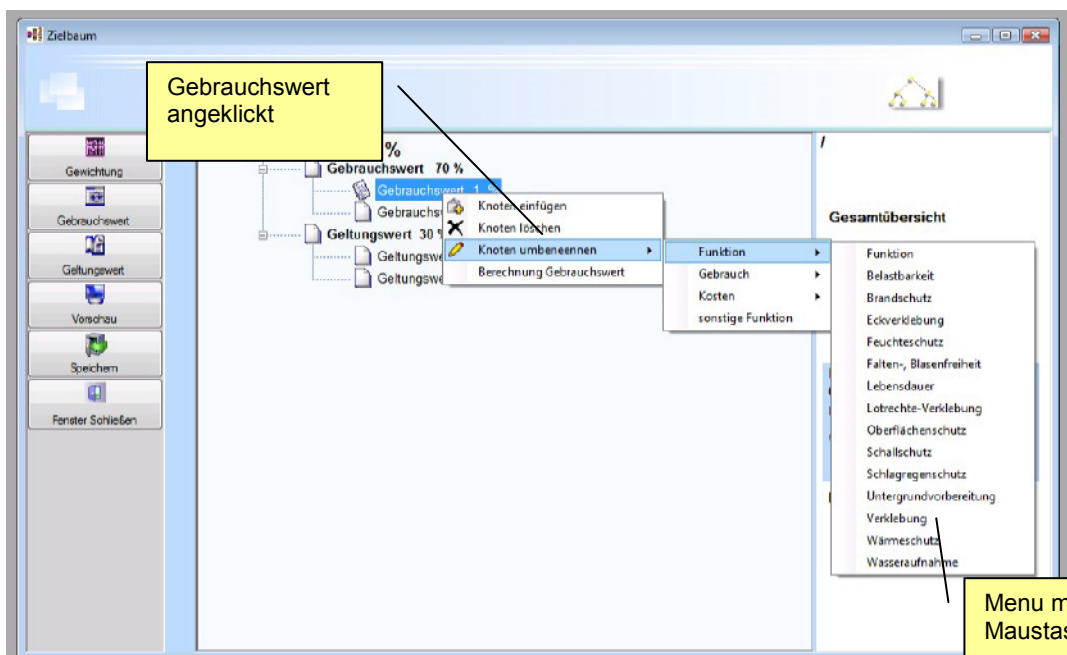 Zielbaum
Gebrauchswert
angeklickt
Gewichtung
Gebrauchswert
Geltungswert
Vorschau
Speichern
Fenster Schließen
%
Gebrauchswert 70 %
Gebrauchswert 1 %
Geltungswert 30
Knoten einfügen
Knoten löschen
Knoten umbeneennen
Berechnung Gebrauchswert
Funktion
Gebrauch
Kosten
sonstige Funktion
/
Gesamtübersicht
Funktion
Belastbarkeit
Brandschutz
Eckverklebung
Feuchteschutz
Falten-, Blasenfreiheit
Lebensdauer
Lotrechte-Verklebung
Oberflächenschutz
Schallschutz
Schlagregenschutz
Untergrundvorbereitung
Verklebung
Wärmeschutz
Wasseraufnahme
Menu